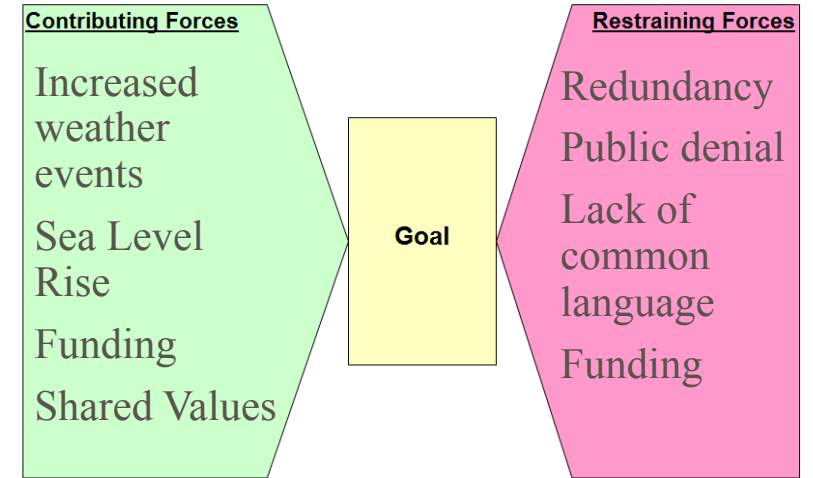 Contributing Forces
Increased
weather
events
Sea Level
Rise
Funding
Shared Values
Goal
Restraining Forces
Redundancy
Public denial
Lack of
common
language
Funding